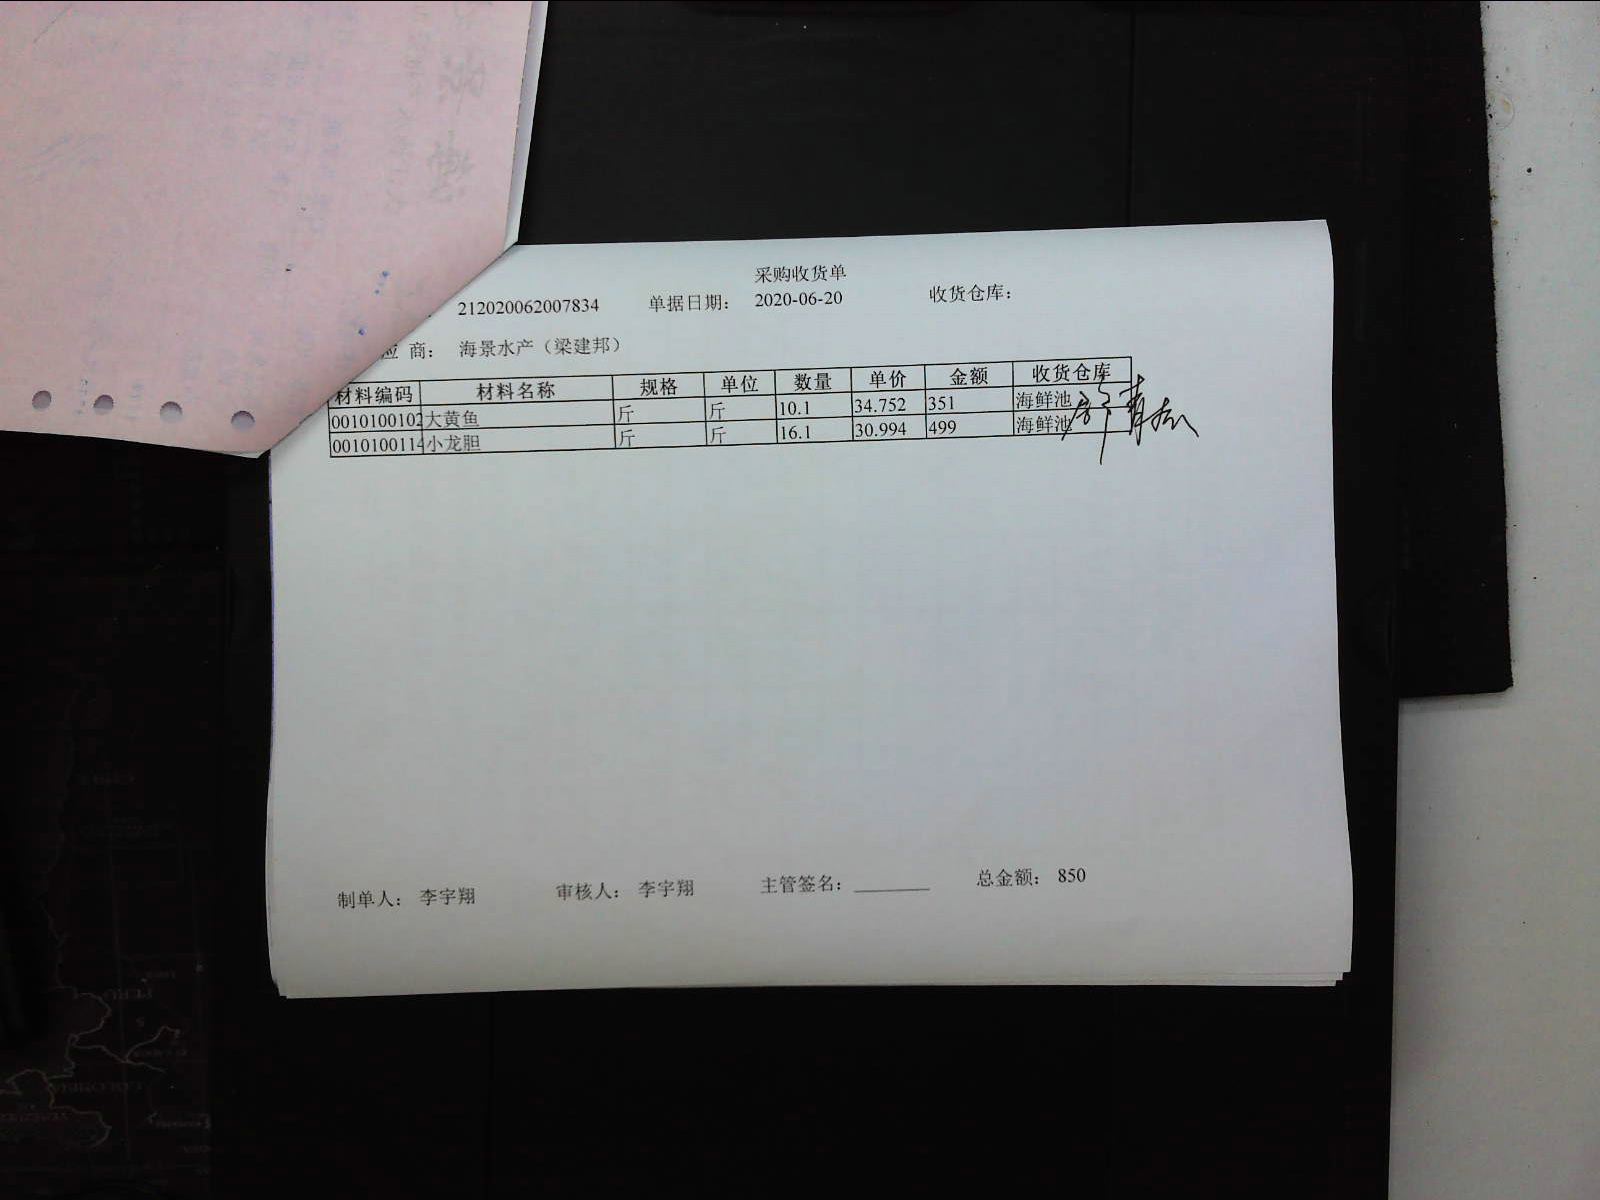 采购收货单
212020062007834 单据日期： 2020-06-20 收货仓库：
应 商： 海景水产（梁建邦）
材料编码 材料名称 规格 单位 数量 单价 金额 收货仓库
0010100102 大黄鱼 斤 斤 10.1 34.752 351 海鲜池
0010100114 小龙胆 斤 斤 16.1 30.994 499 海鲜池
制单人： 李宇翔 审核人： 李宇翔 主管签名： 总金额： 850